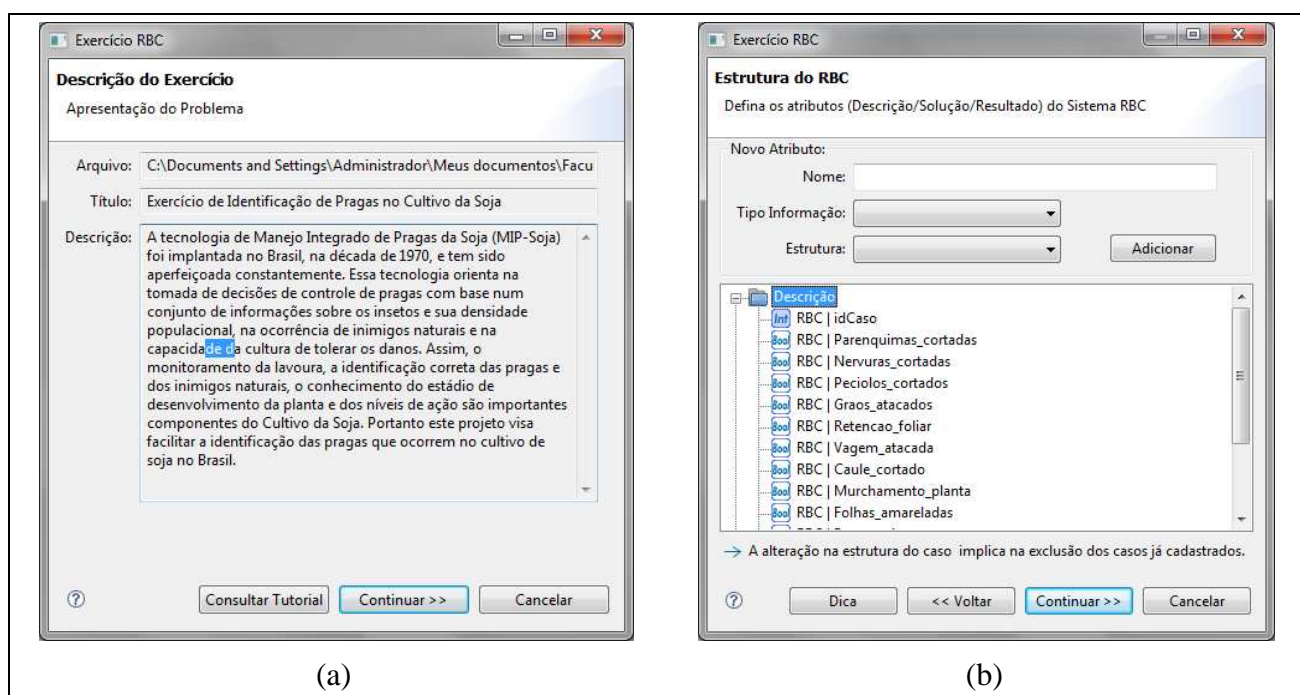 Exercício RBC
Descrição do Exercício
Apresentação do Problema
Arquivo: C:\Documents and Settings\Administrador\Meus documentos\Facu
Título: Exercício de Identificação de Pragas no Cultivo da Soja
Descrição: A tecnologia de Manejo Integrado de Pragas da Soja (MIP-Soja)
foi implantada no Brasil, na década de 1970, e tem sido
aperfeiçoada constantemente. Essa tecnologia orienta na
tomada de decisões de controle de pragas com base num
conjunto de informações sobre os insetos e sua densidade
populacional, na ocorrência de inimigos naturais e na
capacidade da cultura de tolerar os danos. Assim, o
monitoramento da lavoura, a identificação correta das pragas e
dos inimigos naturais, o conhecimento do estádio de
desenvolvimento da planta e dos níveis de ação são importantes
componentes do Cultivo da Soja. Portanto este projeto visa
facilitar a identificação das pragas que ocorrem no cultivo de
soja no Brasil.
? Consultar Tutorial Continuar >> Cancelar
(a)
Exercício RBC
Estrutura do RBC
Defina os atributos (Descrição/Solução/Resultado) do Sistema RBC
Novo Atributo:
Nome:
Tipo Informação:
Estrutura: Adicionar
Descrição
Int RBC | idCaso
Bool RBC | Parenquimas_cortadas
Bool RBC | Nervuras_cortadas
Bool RBC | Peciolos_cortados
Bool RBC | Graos_atacados
Bool RBC | Retencao_foliar
Bool RBC | Vagem_atacada
Bool RBC | Caule_cortado
Bool RBC | Murchamento_planta
Bool RBC | Folhas_amareladas
→ A alteração na estrutura do caso implica na exclusão dos casos já cadastrados.
? Dica << Voltar Continuar >> Cancelar
(b)